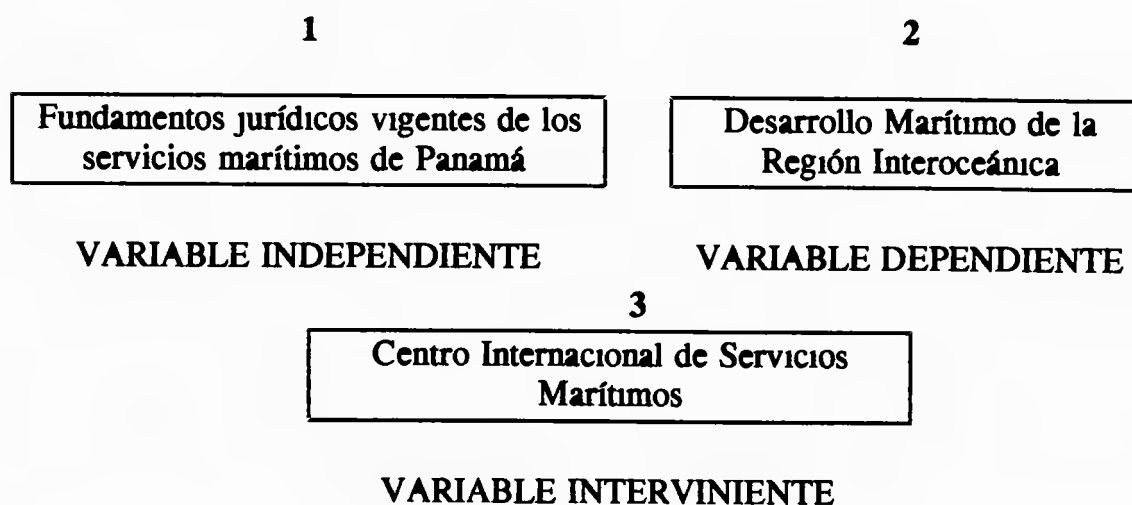 1
Fundamentos jurídicos vigentes de los
servicios marítimos de Panamá
VARIABLE INDEPENDIENTE
2
Desarrollo Marítimo de la
Región Interoceánica
VARIABLE DEPENDIENTE
3
Centro Internacional de Servicios
Marítimos
VARIABLE INTERVINIENTE